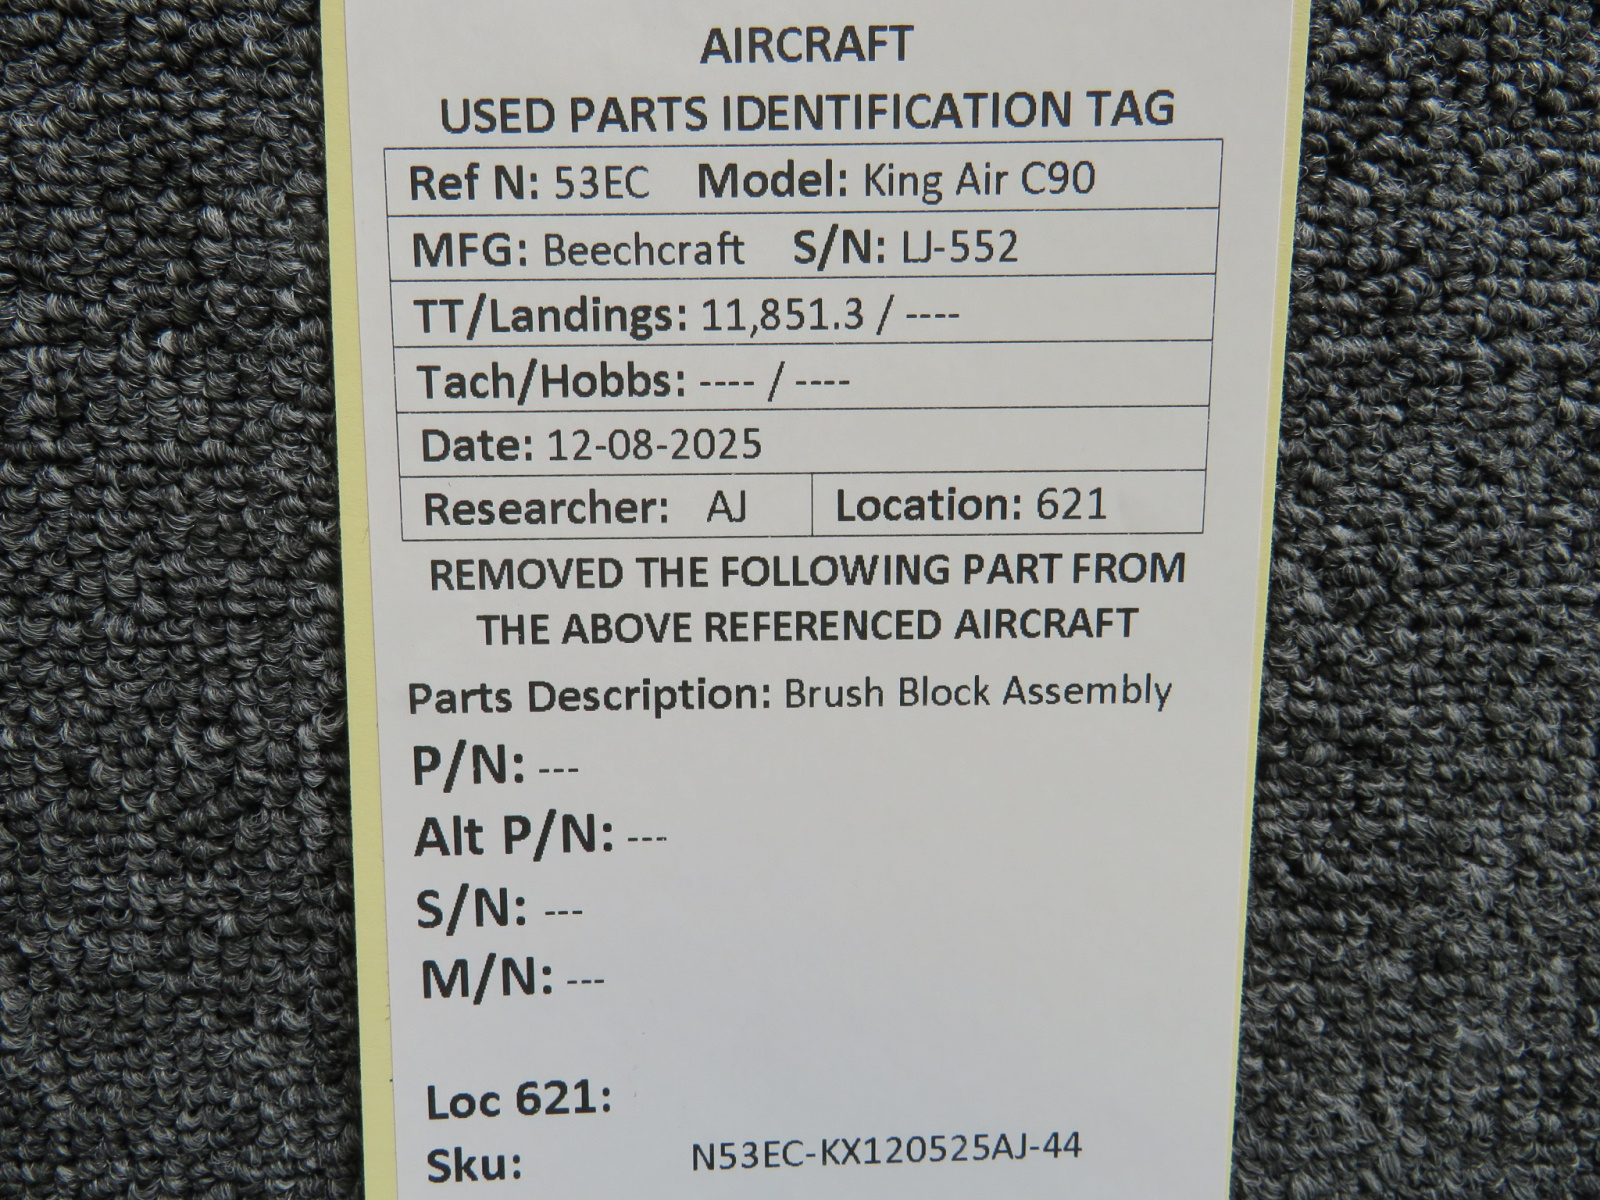 AIRCRAFT
USED PARTS IDENTIFICATION TAG
Ref N: 53EC Model: King Air C90
MFG: Beechcraft S/N: LJ-552
TT/Landings: 11,851.3 / ----
Tach/Hobbs: ---- / ----
Date: 12-08-2025
Researcher: AJ Location: 621
REMOVED THE FOLLOWING PART FROM
THE ABOVE REFERENCED AIRCRAFT
Parts Description: Brush Block Assembly
P/N: ---
Alt P/N: ---
S/N: ---
M/N: ---
Loc 621:
Sku: N53EC-KX120525AJ-44